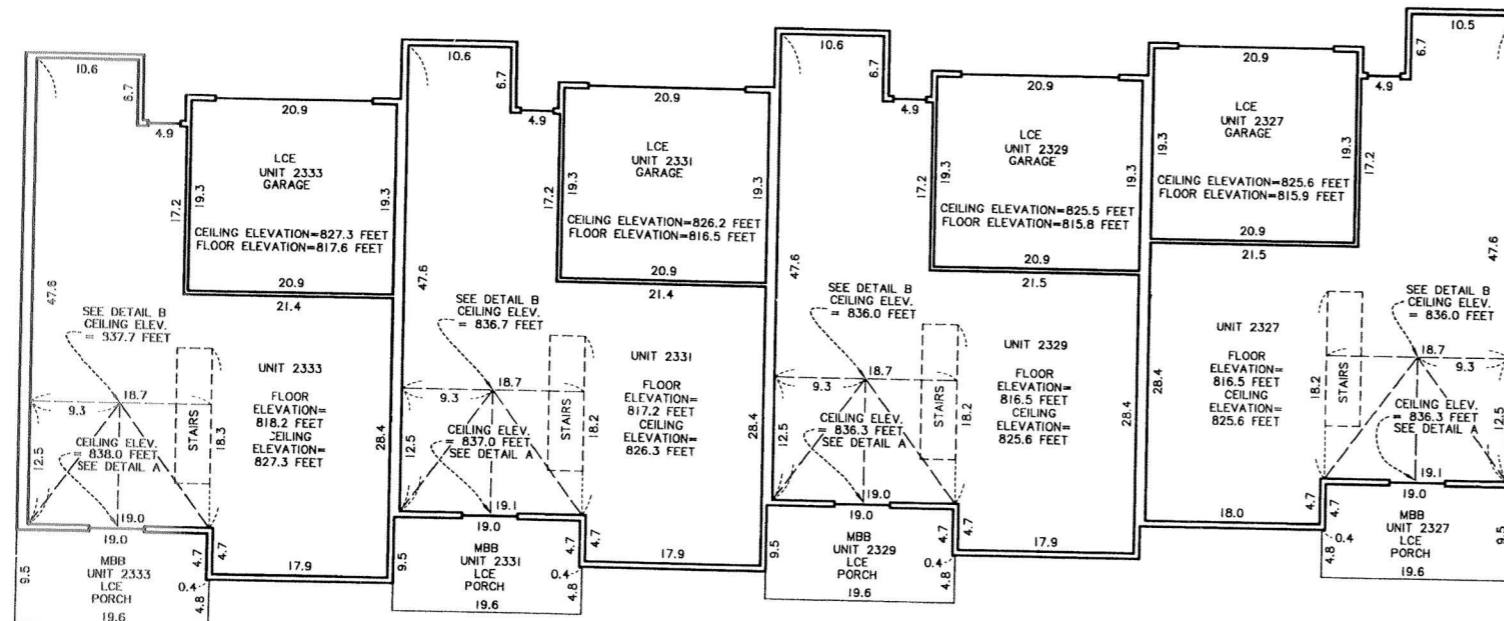 10.6
6.7
4.9
20.9
LCE
UNIT 2333
GARAGE
17.2
19.3
19.3
CEILING ELEVATION=827.3 FEET
FLOOR ELEVATION=817.6 FEET
20.9
21.4
47.6
SEE DETAIL B
CEILING ELEV.
= 937.7 FEET
18.7
9.3
STAIRS
18.3
12.5
CEILING ELEV.
= 838.0 FEET
SEE DETAIL A
UNIT 2333
FLOOR
ELEVATION=
818.2 FEET
CEILING
ELEVATION=
827.3 FEET
28.4
19.0
19.0
4.7
4.7
17.9
9.5
MBB
UNIT 2333
LCE
PORCH
0.4
4.8
19.6
10.6
6.7
4.9
20.9
LCE
UNIT 2331
GARAGE
17.2
19.3
19.3
CEILING ELEVATION=826.2 FEET
FLOOR ELEVATION=816.5 FEET
20.9
21.4
47.6
SEE DETAIL B
CEILING ELEV.
= 836.7 FEET
18.7
9.3
STAIRS
18.2
12.5
CEILING ELEV.
= 837.0 FEET
SEE DETAIL A
UNIT 2331
FLOOR
ELEVATION=
817.2 FEET
CEILING
ELEVATION=
826.3 FEET
28.4
19.1
19.0
4.7
4.7
17.9
9.5
MBB
UNIT 2331
LCE
PORCH
0.4
4.8
19.6
10.6
6.7
4.9
20.9
LCE
UNIT 2329
GARAGE
17.2
19.3
19.3
CEILING ELEVATION=825.5 FEET
FLOOR ELEVATION=815.8 FEET
20.9
21.5
47.6
SEE DETAIL B
CEILING ELEV.
= 836.0 FEET
18.7
9.3
STAIRS
18.2
12.5
CEILING ELEV.
= 836.3 FEET
SEE DETAIL A
UNIT 2329
FLOOR
ELEVATION=
816.5 FEET
CEILING
ELEVATION=
825.6 FEET
28.4
19.0
19.0
4.7
4.7
17.9
9.5
MBB
UNIT 2329
LCE
PORCH
0.4
4.8
19.6
20.9
LCE
UNIT 2327
GARAGE
19.3
19.3
17.2
CEILING ELEVATION=825.6 FEET
FLOOR ELEVATION=815.9 FEET
20.9
21.5
4.9
6.7
10.5
47.6
SEE DETAIL B
CEILING ELEV.
= 836.0 FEET
18.7
9.3
STAIRS
18.2
12.5
CEILING ELEV.
= 836.3 FEET
SEE DETAIL A
UNIT 2327
FLOOR
ELEVATION=
816.5 FEET
CEILING
ELEVATION=
825.6 FEET
28.4
19.1
19.0
4.7
4.7
18.0
9.5
MBB
UNIT 2327
LCE
PORCH
0.4
4.8
19.6